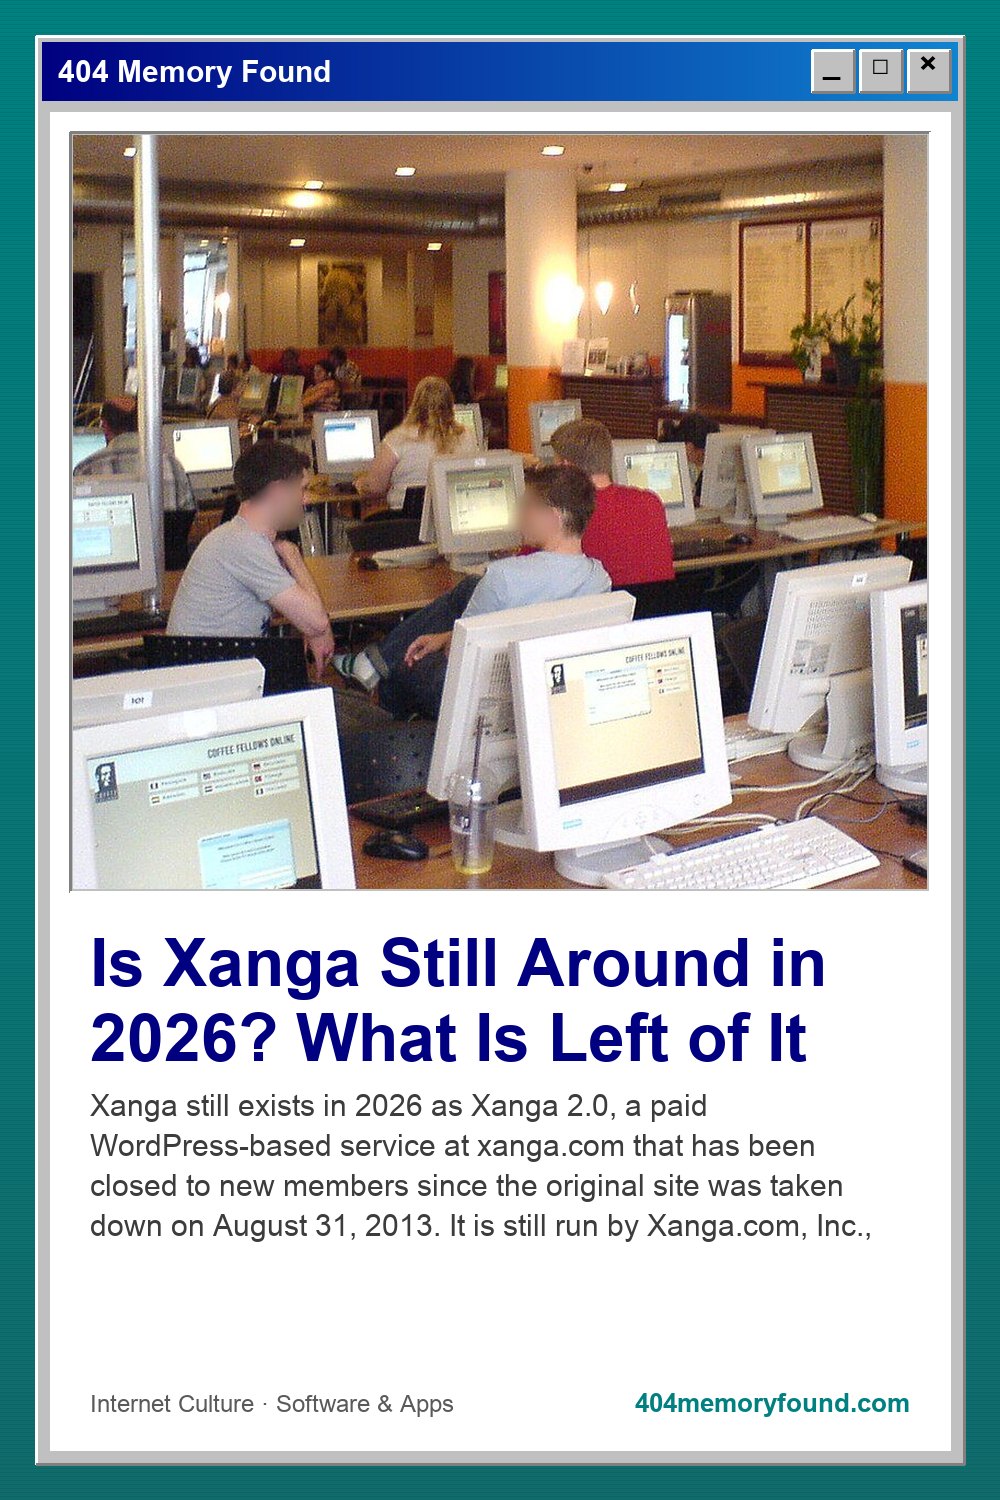 404 Memory Found
COFFEE FELLOWS ONLINE
COFFEE FELLOWS ONLINE
101
Is Xanga Still Around in
2026? What Is Left of It
Xanga still exists in 2026 as Xanga 2.0, a paid
WordPress-based service at xanga.com that has been
closed to new members since the original site was taken
down on August 31, 2013. It is still run by Xanga.com, Inc.,
Internet Culture · Software & Apps
404memoryfound.com